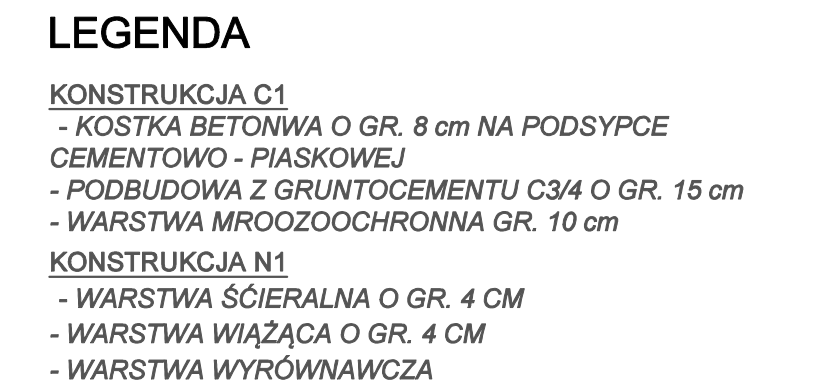 LEGENDA
KONSTRUKCJA C1
- KOSTKA BETONWA O GR. 8 cm NA PODSYPCE
CEMENTOWO - PIASKOWEJ
- PODBUDOWA Z GRUNTOCEMENTU C3/4 O GR. 15 cm
- WARSTWA MROOZOOCHRONNA GR. 10 cm
KONSTRUKCJA N1
- WARSTWA ŚĆIERALNA O GR. 4 CM
- WARSTWA WIĄŻĄCA O GR. 4 CM
- WARSTWA WYRÓWNAWCZA